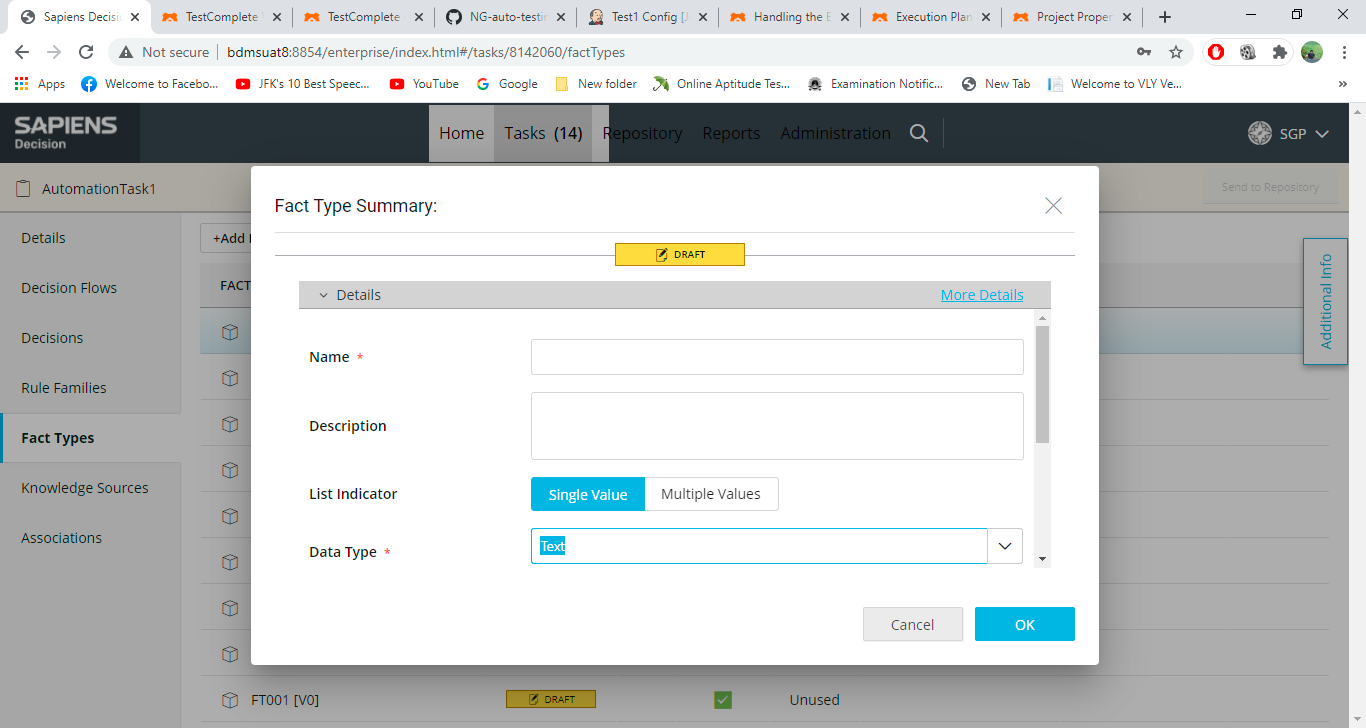 Sapiens Decisi
TestComplete
TestComplete
NG-auto-testi
Test1 Config [J
Handling the E
Execution Plan
Project Proper
Not secure
bdmsuat8:8854/enterprise/index.html#/tasks/8142060/factTypes
Apps
Welcome to Facebo...
JFK's 10 Best Speec...
YouTube
Google
New folder
Online Aptitude Tes...
Examination Notific...
New Tab
Welcome to VLY Ve...
SAPIENS
Decision
Home
Tasks (14)
Repository
Reports
Administration
SGP
AutomationTask1
Send to Repository
Details
Decision Flows
Decisions
Rule Families
Fact Types
Knowledge Sources
Associations
+Add
FACT
Additional Info
Fact Type Summary:
DRAFT
Details
More Details
Name *
Description
List Indicator
Single Value
Multiple Values
Data Type *
Text
Cancel
OK
FT001 [V0]
DRAFT
Unused